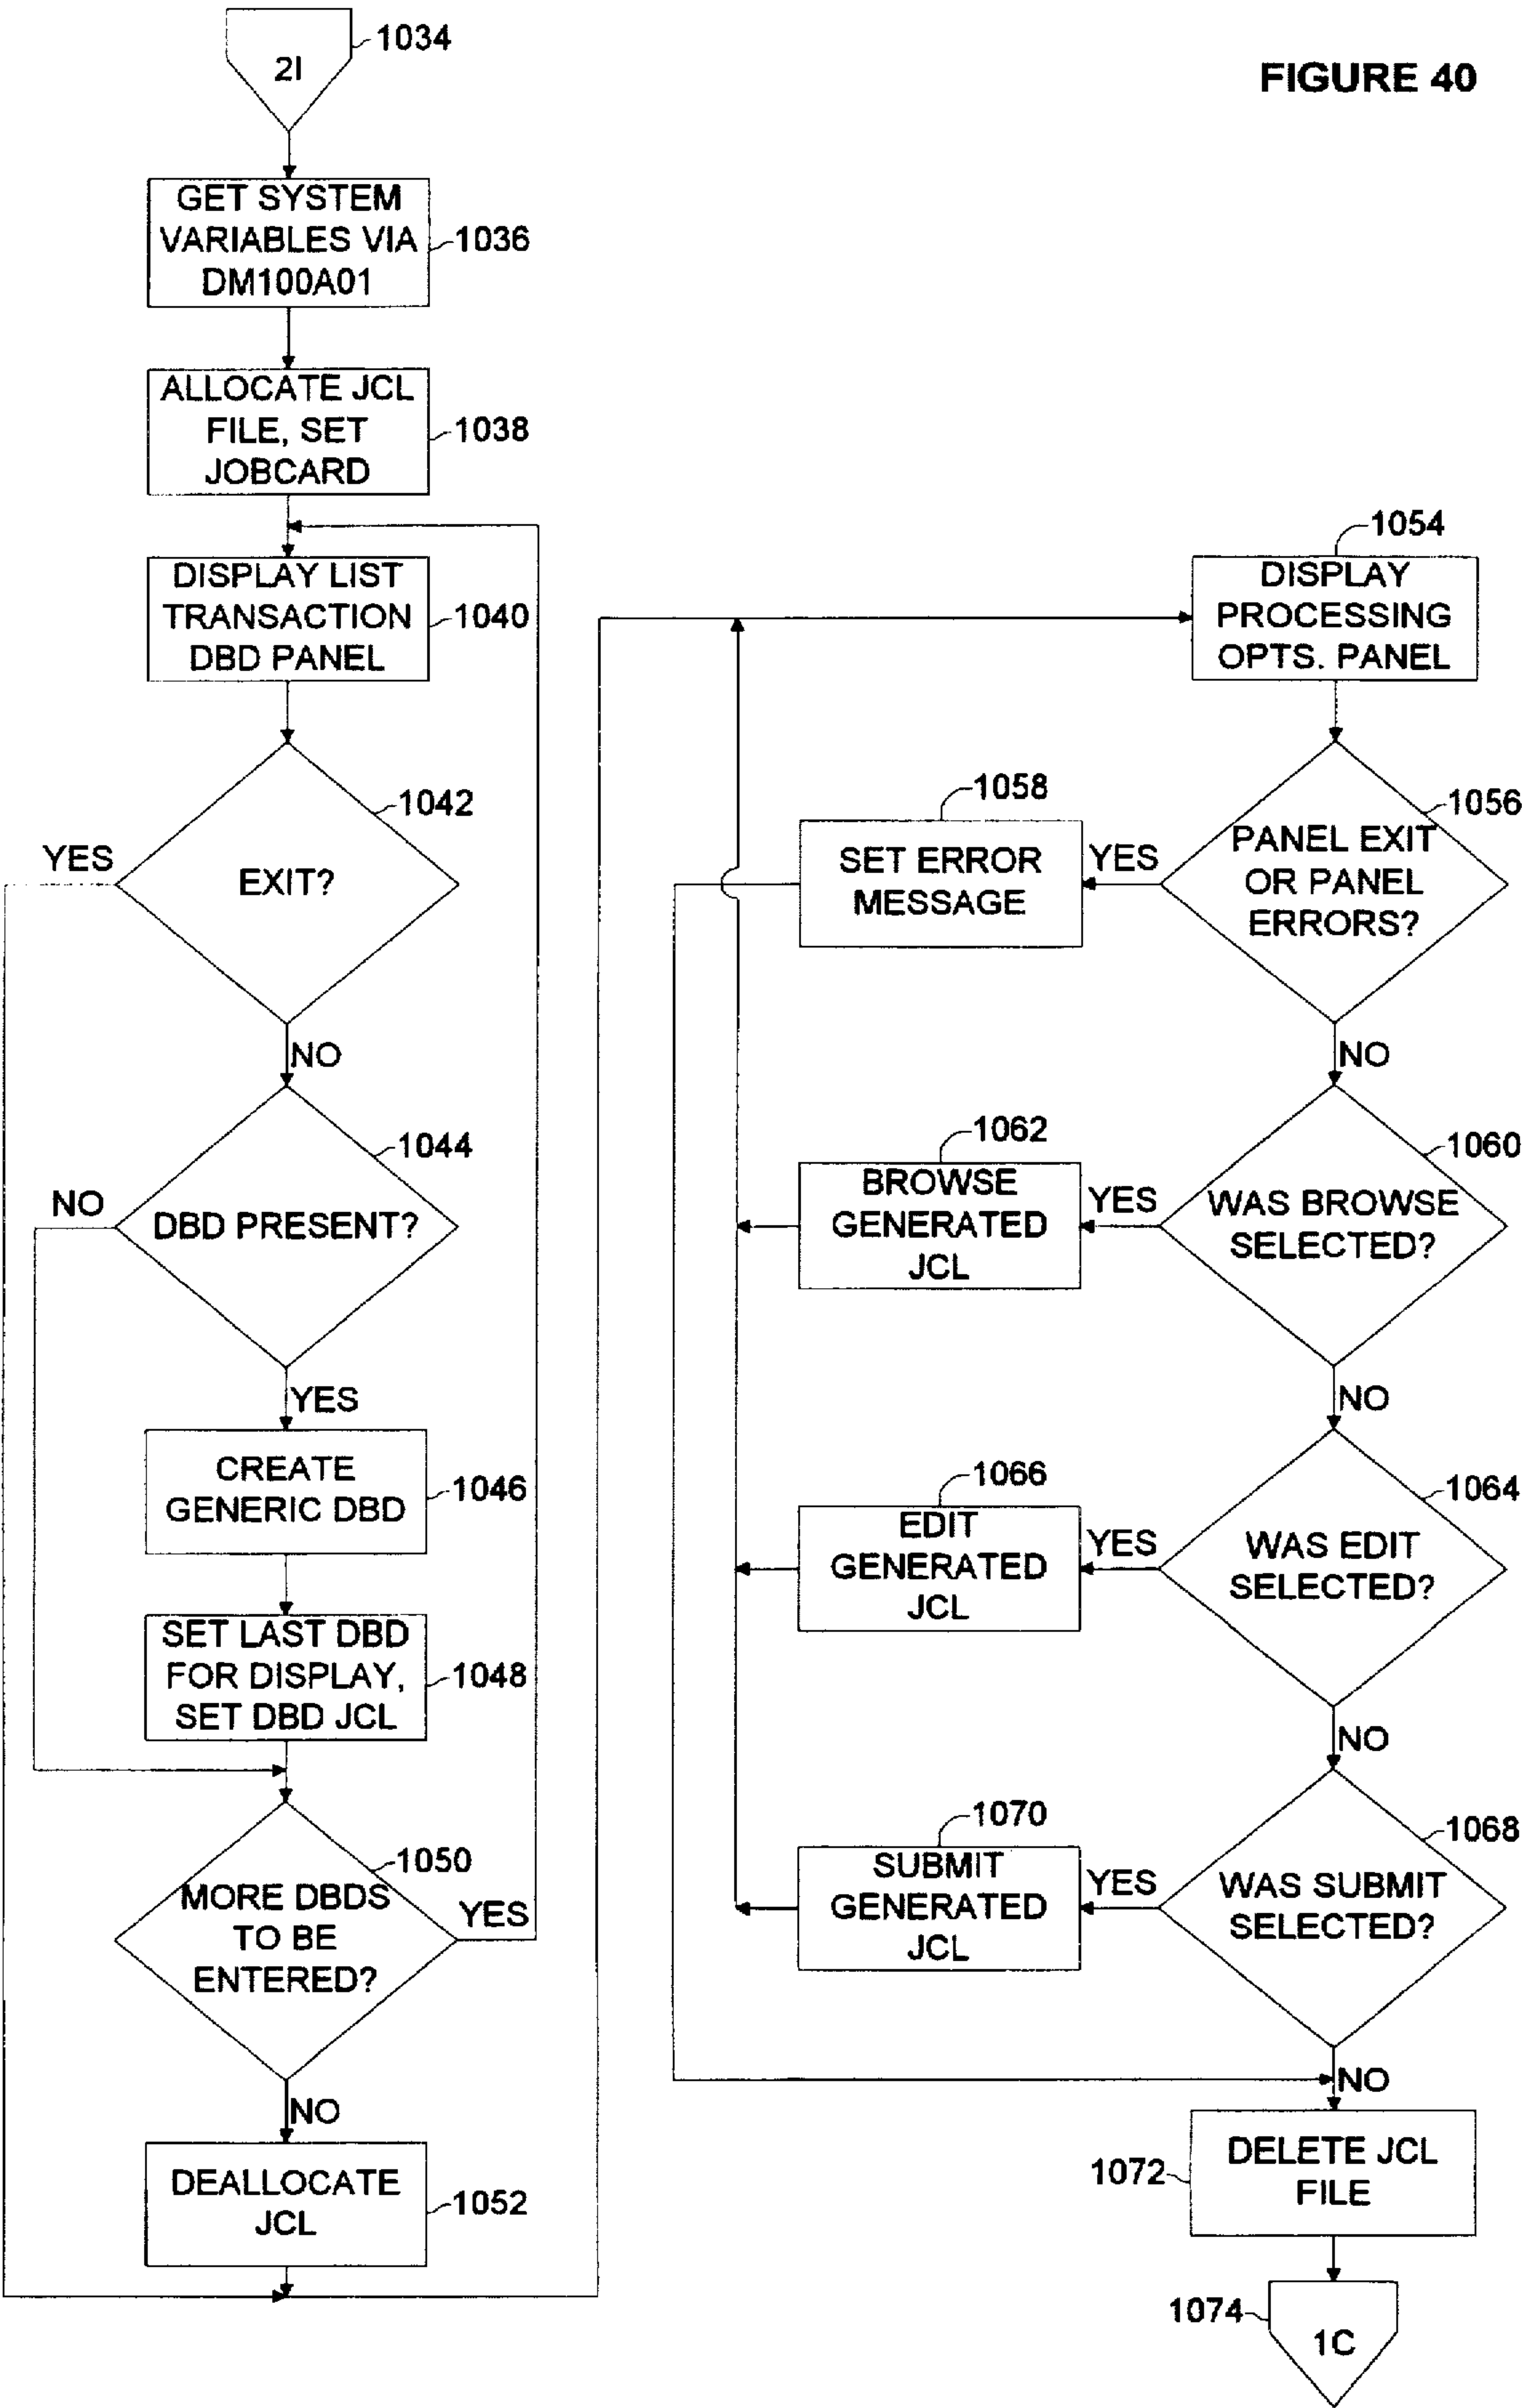 FIGURE 40
2I
1034
GET SYSTEM
VARIABLES VIA
DM100A01
1036
ALLOCATE JCL
FILE, SET
JOBCARD
1038
DISPLAY LIST
TRANSACTION
DBD PANEL
1040
EXIT?
1042
YES
NO
DBD PRESENT?
1044
NO
YES
CREATE
GENERIC DBD
1046
SET LAST DBD
FOR DISPLAY,
SET DBD JCL
1048
MORE DBDS
TO BE
ENTERED?
1050
YES
NO
DEALLOCATE
JCL
1052
1054
DISPLAY
PROCESSING
OPTS. PANEL
1056
PANEL EXIT
OR PANEL
ERRORS?
YES
1058
SET ERROR
MESSAGE
NO
1060
WAS BROWSE
SELECTED?
YES
1062
BROWSE
GENERATED
JCL
NO
1064
WAS EDIT
SELECTED?
YES
1066
EDIT
GENERATED
JCL
NO
1068
WAS SUBMIT
SELECTED?
YES
1070
SUBMIT
GENERATED
JCL
NO
DELETE JCL
FILE
1072
1074
1C